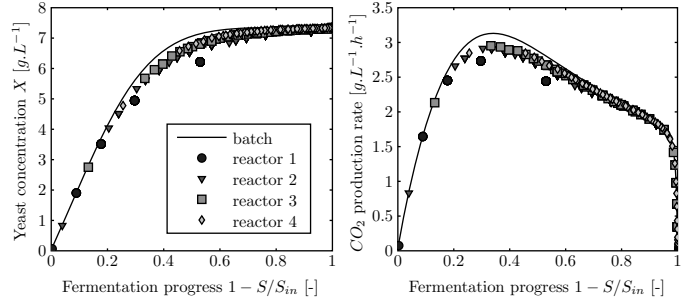 Yeast concentration X [g.L⁻¹]
8
7
6
5
4
3
2
1
0
0 0.2 0.4 0.6 0.8 1
Fermentation progress 1 − S/Sᵢₙ [-]
batch
reactor 1
reactor 2
reactor 3
reactor 4
CO₂ production rate [g.L⁻¹.h⁻¹]
3.5
3
2.5
2
1.5
1
0.5
0
0 0.2 0.4 0.6 0.8 1
Fermentation progress 1 − S/Sᵢₙ [-]